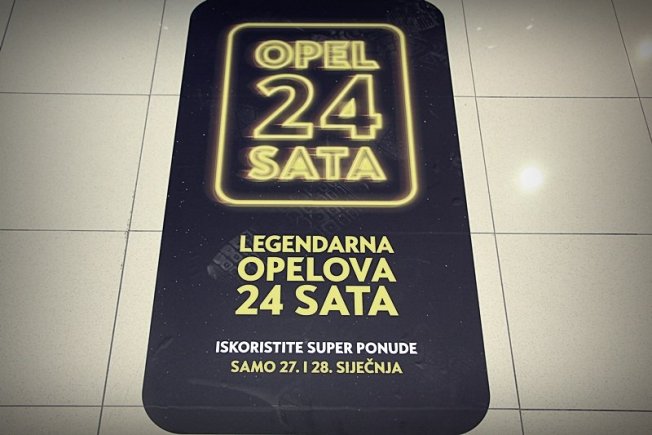 OPEL
24
SATA
LEGENDARNA
OPELOVA
24 SATA
ISKORISTITE SUPER PONUDE
SAMO 27. I 28. SIJEČNJA